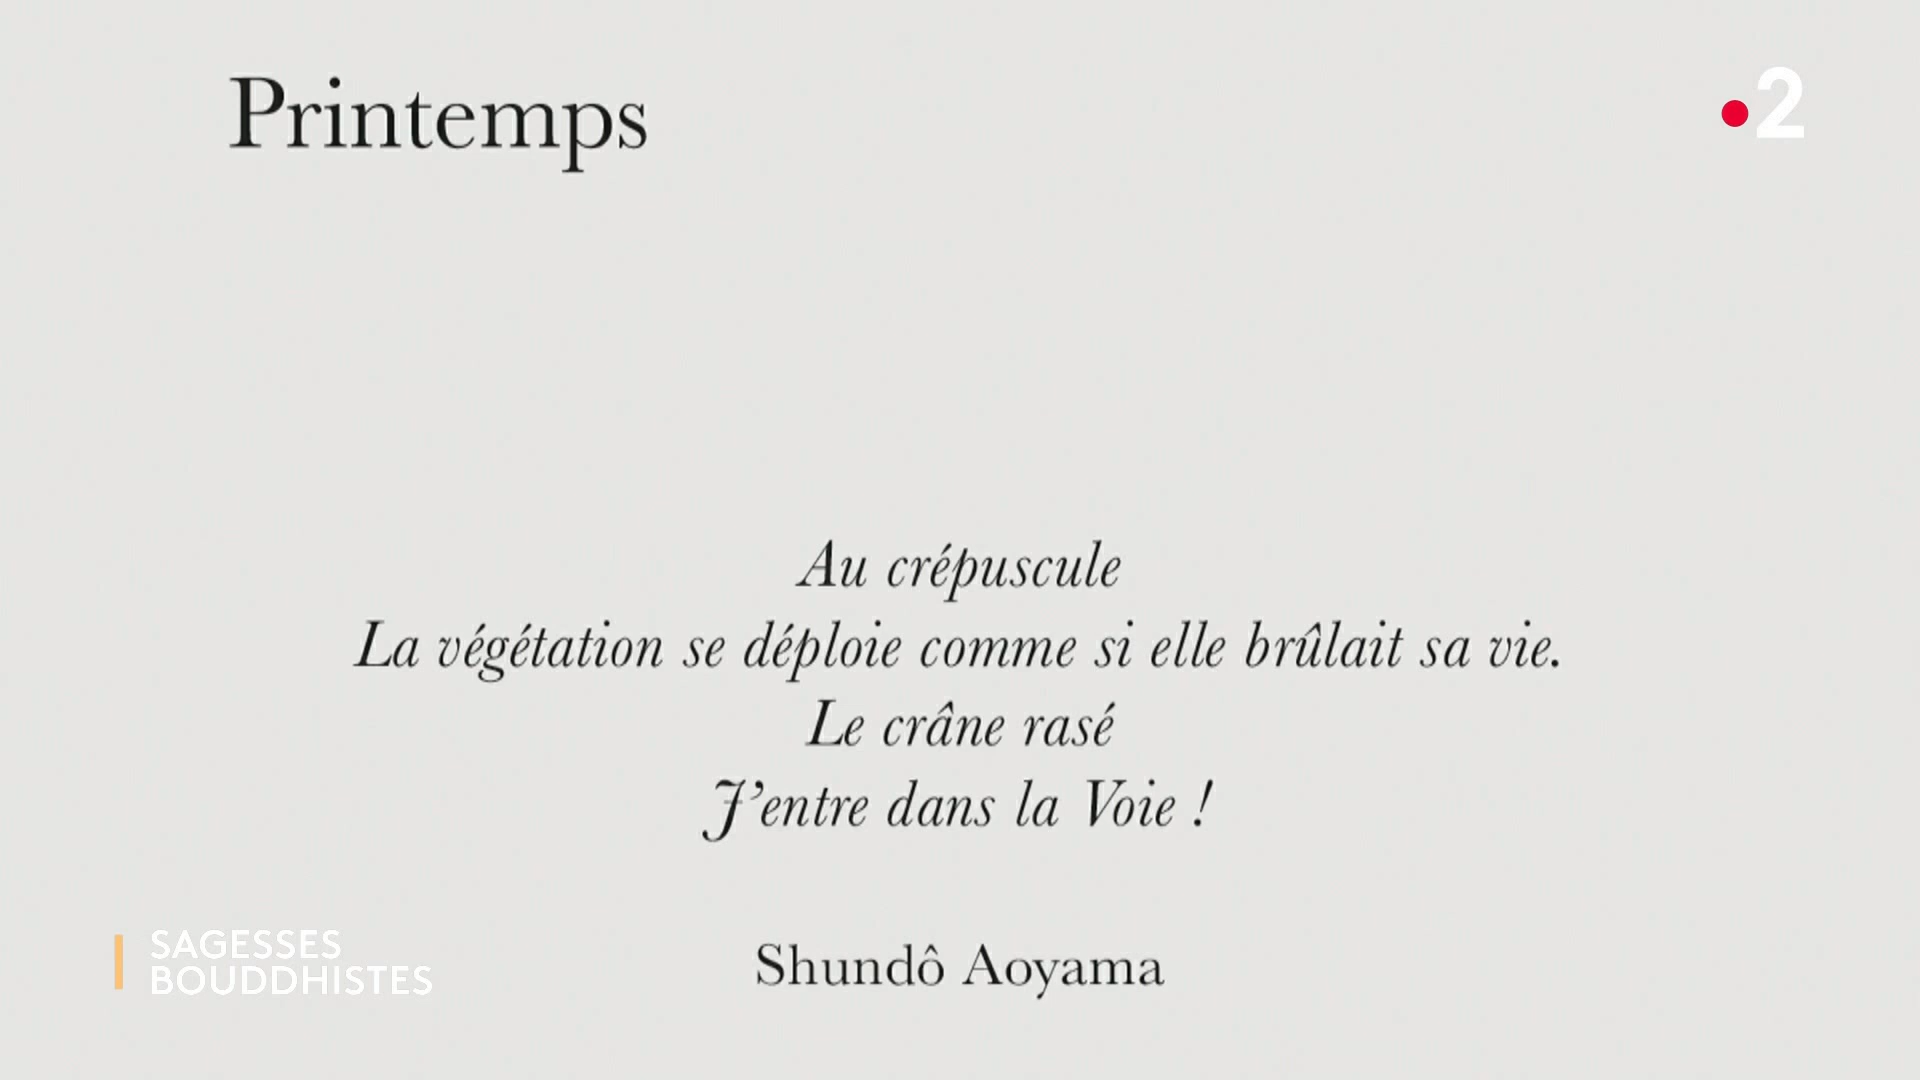 Printemps
2
Au crépuscule
La végétation se déploie comme si elle brûlait sa vie.
Le crâne rasé
J’entre dans la Voie !
Shundô Aoyama
SAGESSES
BOUDDHISTES